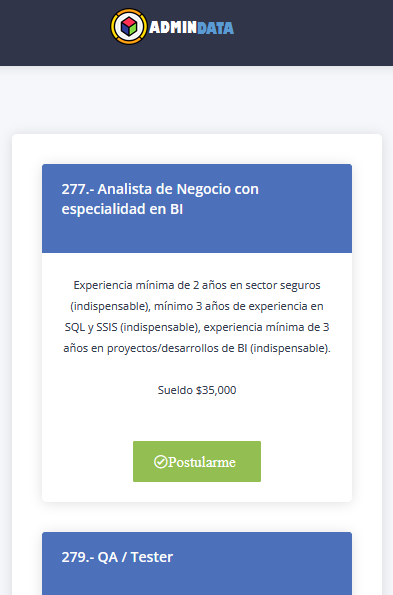 ADMINDATA
277.- Analista de Negocio con
especialidad en BI
Experiencia mínima de 2 años en sector seguros
(indispensable), mínimo 3 años de experiencia en
SQL y SSIS (indispensable), experiencia mínima de 3
años en proyectos/desarrollos de BI (indispensable).
Sueldo $35,000
Postularme
279.- QA / Tester